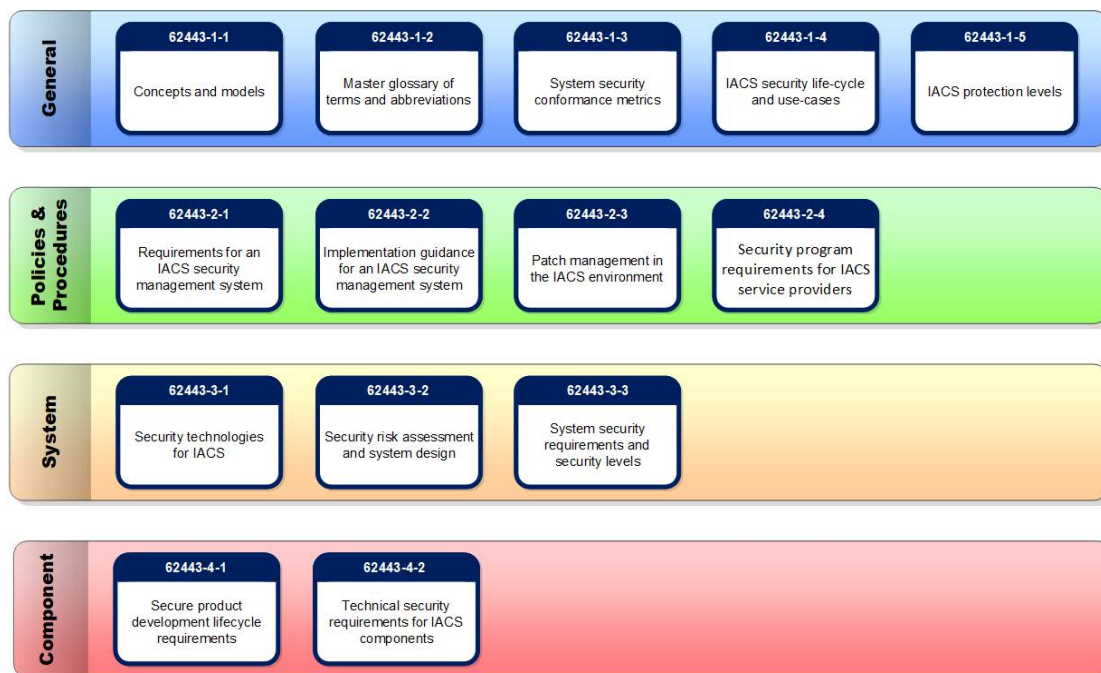 General
62443-1-1
Concepts and models
62443-1-2
Master glossary of
terms and abbreviations
62443-1-3
System security
conformance metrics
62443-1-4
IACS security life-cycle
and use-cases
62443-1-5
IACS protection levels
Policies &
Procedures
62443-2-1
Requirements for an
IACS security
management system
62443-2-2
Implementation guidance
for an IACS security
management system
62443-2-3
Patch management in
the IACS environment
62443-2-4
Security program
requirements for IACS
service providers
System
62443-3-1
Security technologies
for IACS
62443-3-2
Security risk assessment
and system design
62443-3-3
System security
requirements and
security levels
Component
62443-4-1
Secure product
development lifecycle
requirements
62443-4-2
Technical security
requirements for IACS
components